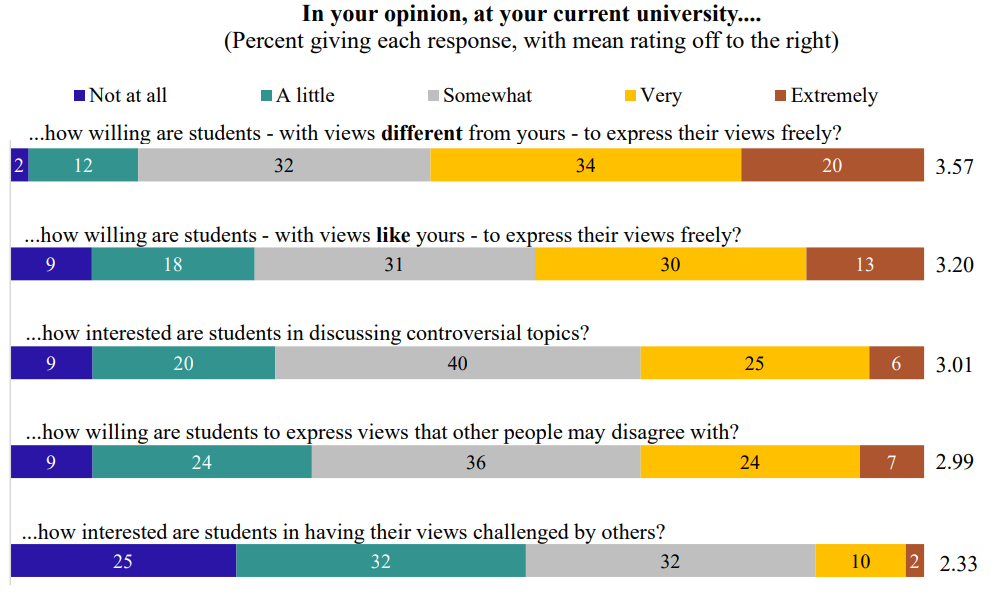 In your opinion, at your current university....
(Percent giving each response, with mean rating off to the right)
Not at all A little Somewhat Very Extremely
...how willing are students - with views different from yours - to express their views freely?
2 12 32 34 20 3.57
...how willing are students - with views like yours - to express their views freely?
9 18 31 30 13 3.20
...how interested are students in discussing controversial topics?
9 20 40 25 6 3.01
...how willing are students to express views that other people may disagree with?
9 24 36 24 7 2.99
...how interested are students in having their views challenged by others?
25 32 32 10 2 2.33